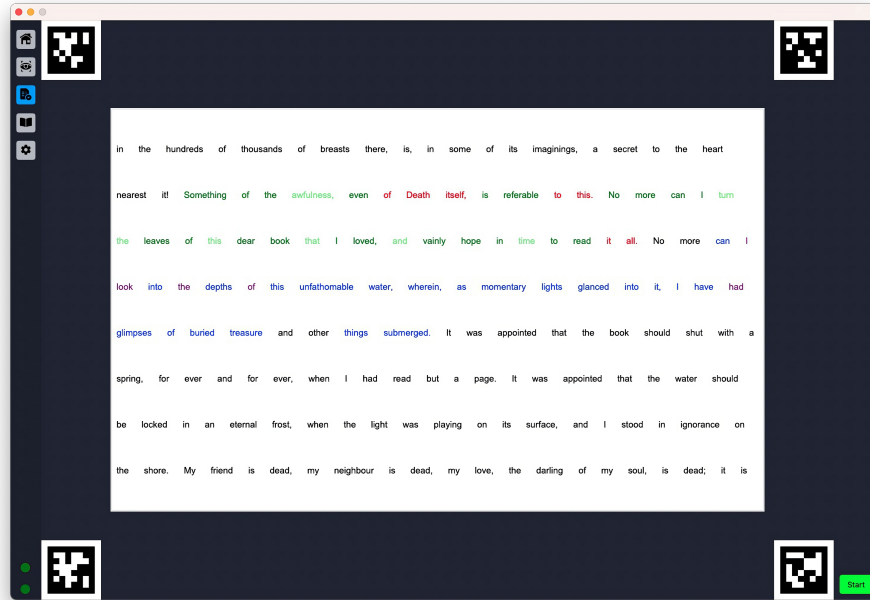 in the hundreds of thousands of breasts there, is, in some of its imaginings, a secret to the heart
nearest it! Something of the awfulness, even of Death itself, is referable to this. No more can I turn
the leaves of this dear book that I loved, and vainly hope in time to read it all. No more can I
look into the depths of this unfathomable water, wherein, as momentary lights glanced into it, I have had
glimpses of buried treasure and other things submerged. It was appointed that the book should shut with a
spring, for ever and for ever, when I had read but a page. It was appointed that the water should
be locked in an eternal frost, when the light was playing on its surface, and I stood in ignorance on
the shore. My friend is dead, my neighbour is dead, my love, the darling of my soul, is dead; it is
Start